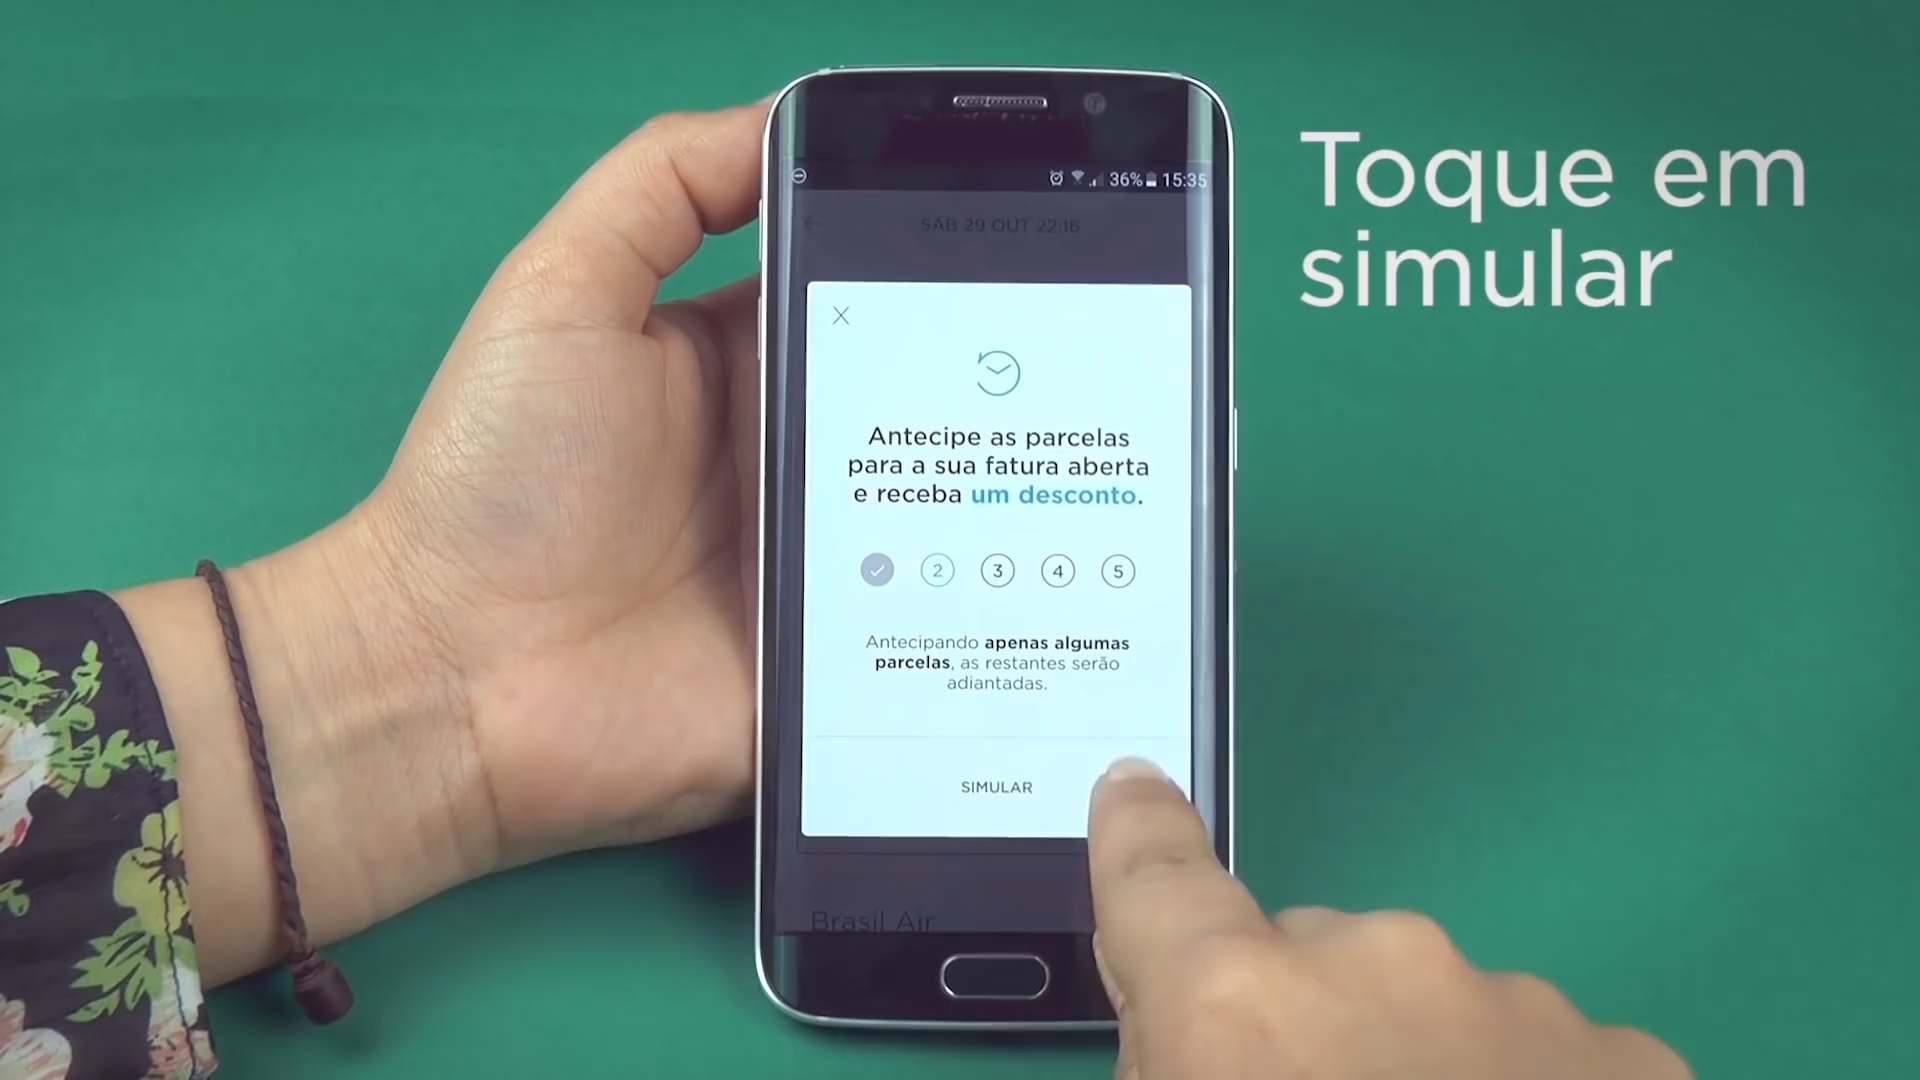 Toque em
simular
36% 15:35
SAB 29 OUT 22:16
Antecipe as parcelas
para a sua fatura aberta
e receba um desconto.
2 3 4 5
Antecipando apenas algumas
parcelas, as restantes serão
adiantadas.
SIMULAR
Brasil Air